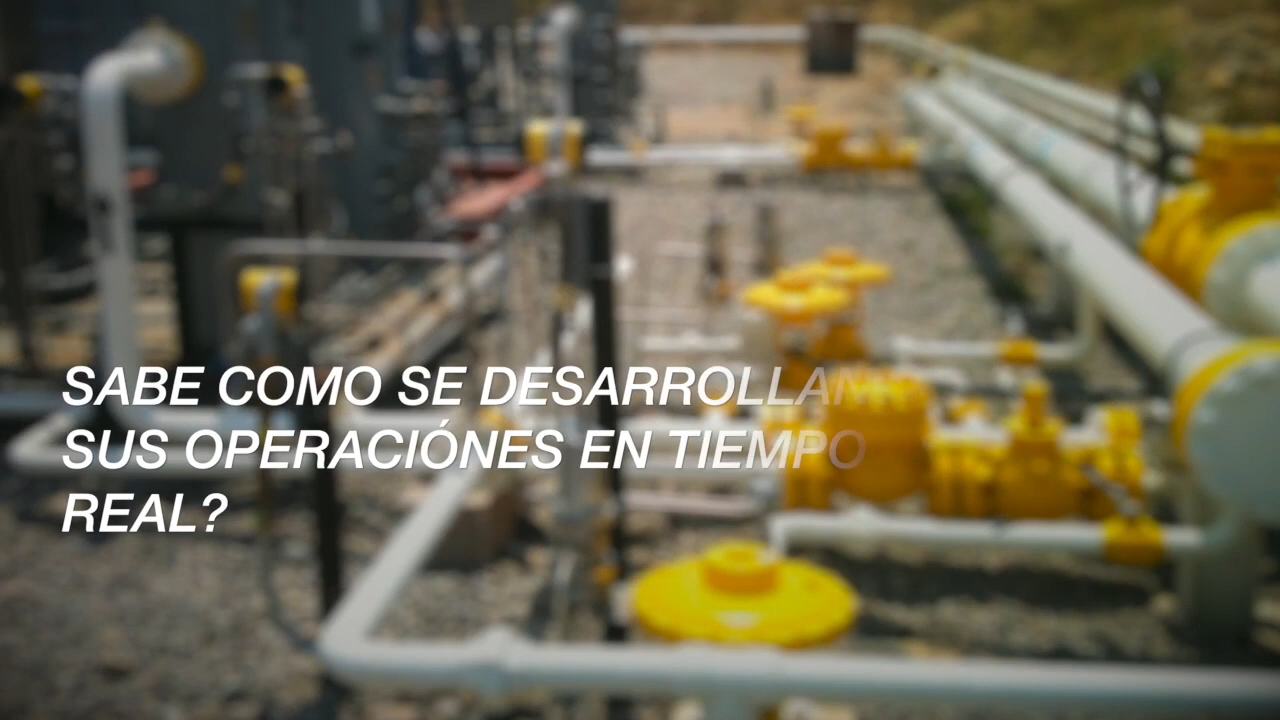 SABE COMO SE DESARROLLAN
SUS OPERACIÓNES EN TIEMPO
REAL?